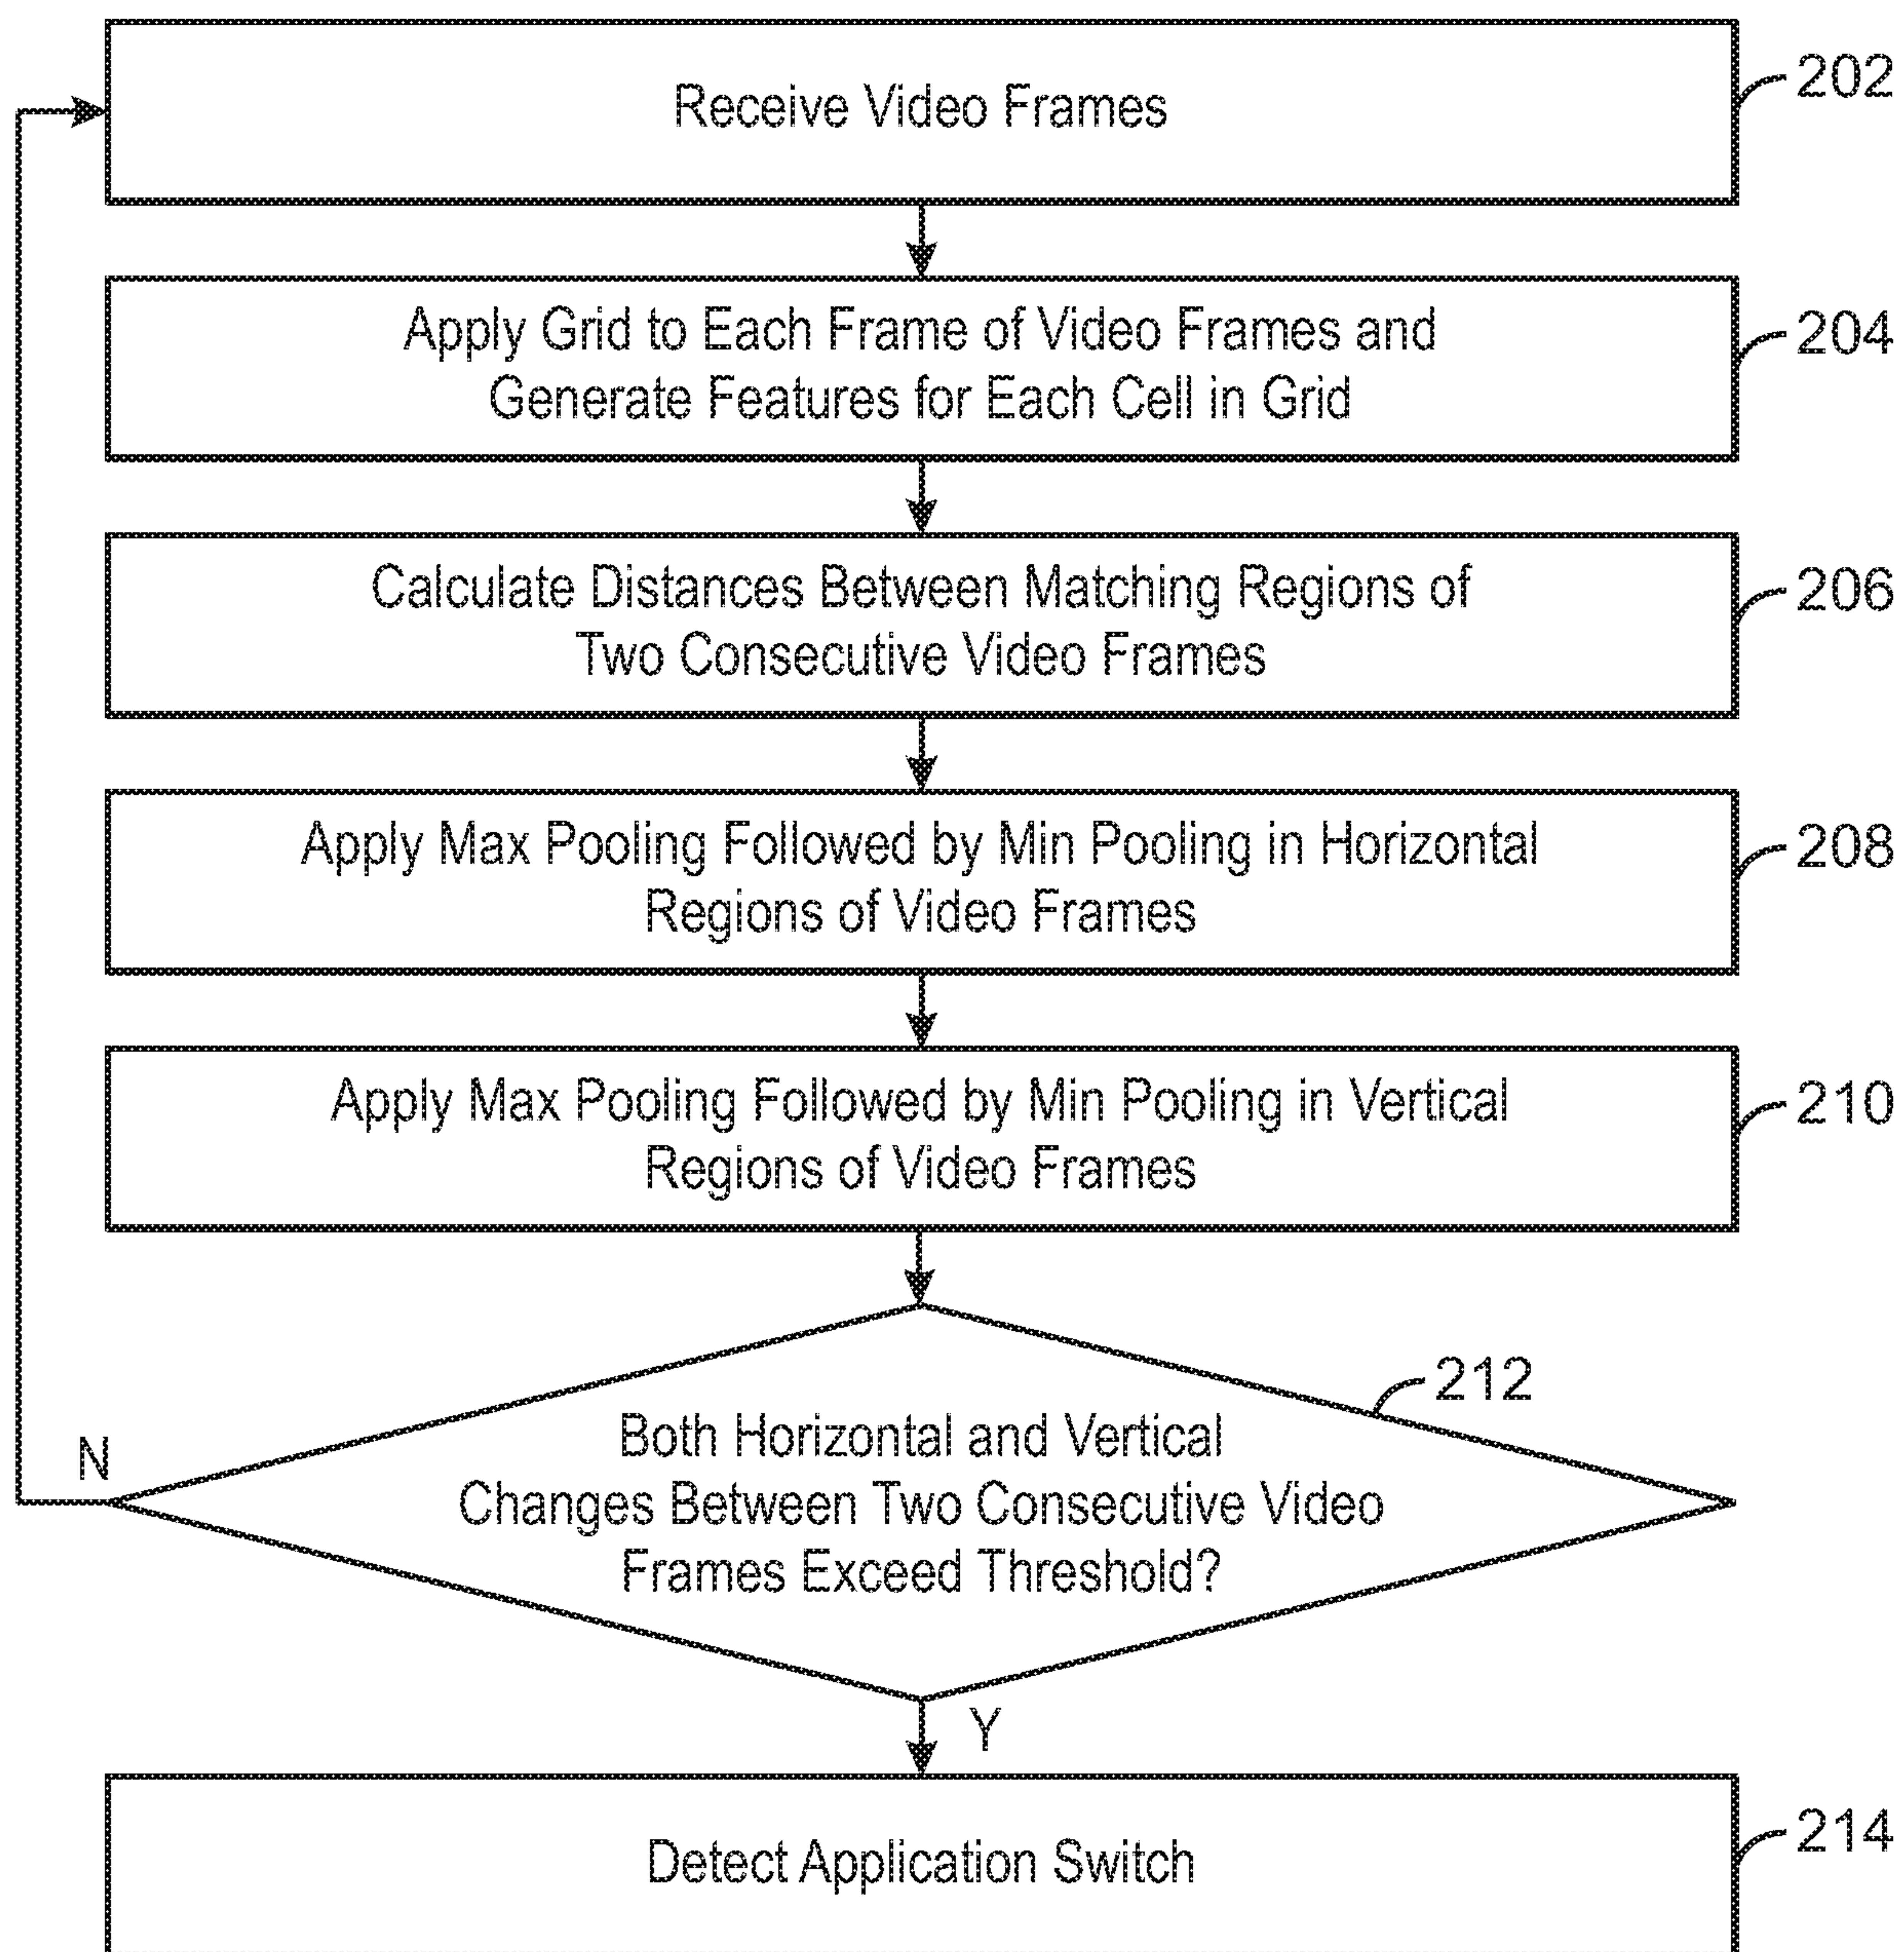 Receive Video Frames
202
Apply Grid to Each Frame of Video Frames and
Generate Features for Each Cell in Grid
204
Calculate Distances Between Matching Regions of
Two Consecutive Video Frames
206
Apply Max Pooling Followed by Min Pooling in Horizontal
Regions of Video Frames
208
Apply Max Pooling Followed by Min Pooling in Vertical
Regions of Video Frames
210
212
Both Horizontal and Vertical
Changes Between Two Consecutive Video
Frames Exceed Threshold?
N
Y
Detect Application Switch
214